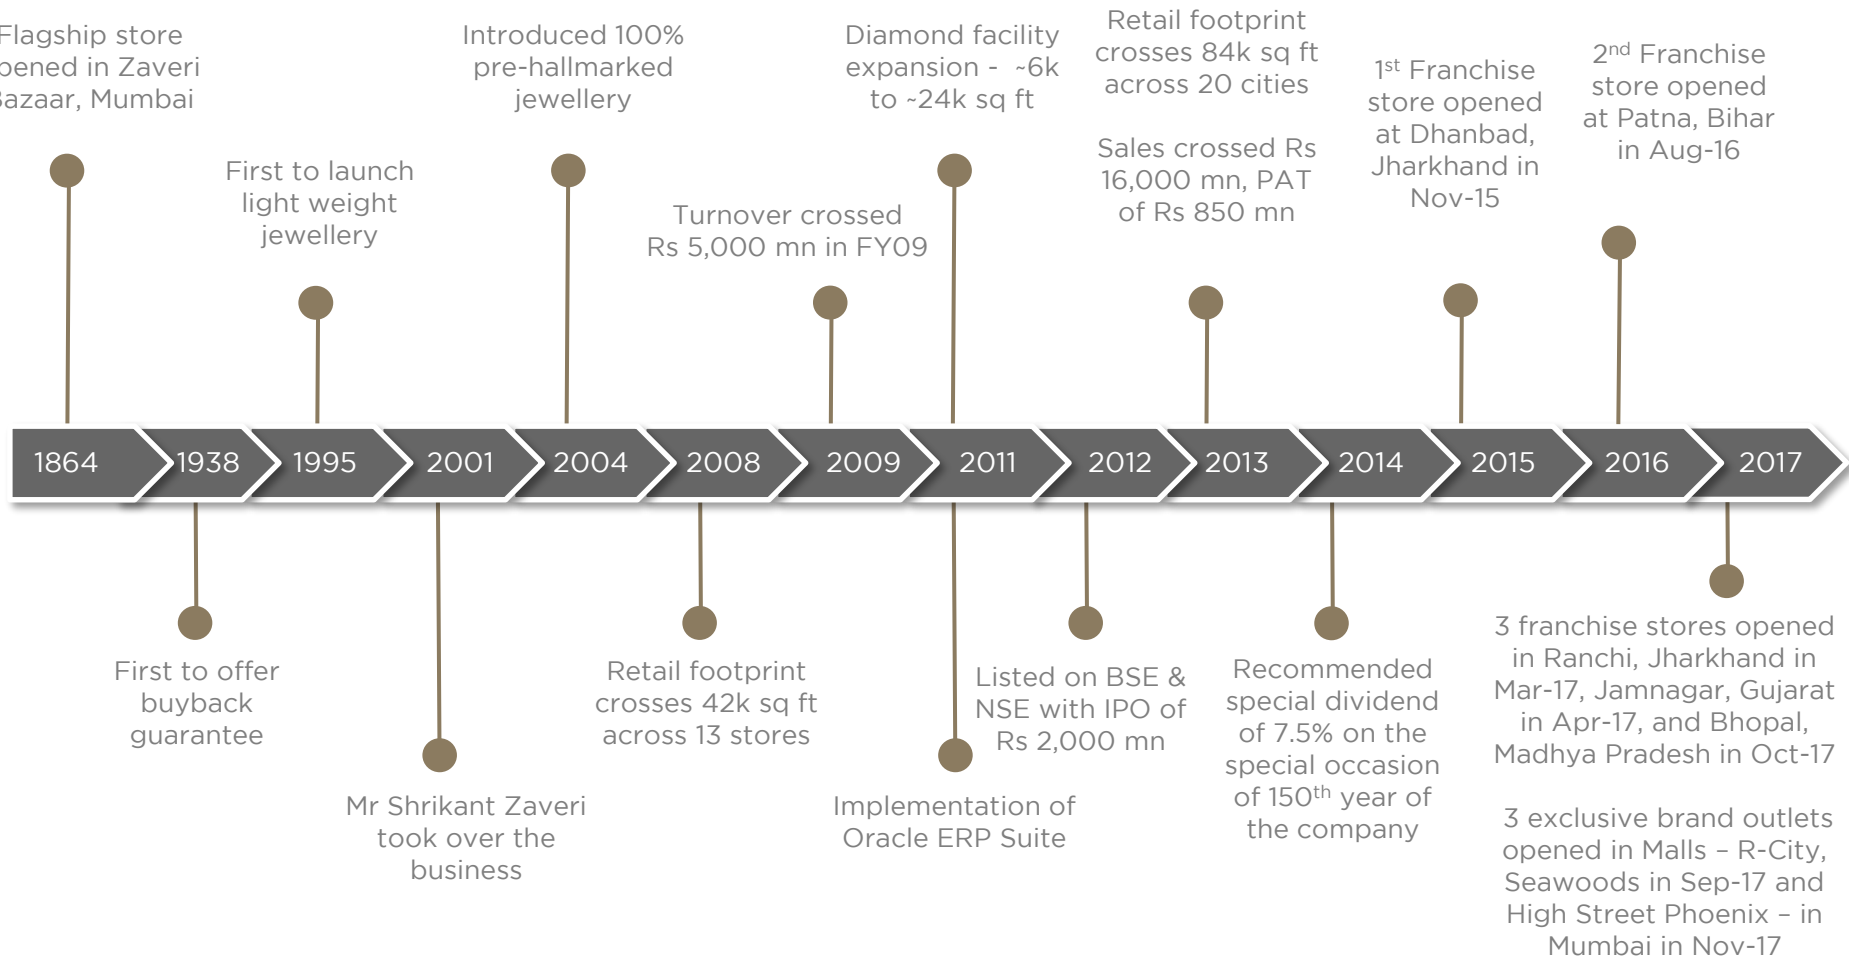 Flagship store
opened in Zaveri
Bazaar, Mumbai
First to launch
light weight
jewellery
Introduced 100%
pre-hallmarked
jewellery
Turnover crossed
Rs 5,000 mn in FY09
Diamond facility
expansion - ~6k
to ~24k sq ft
Retail footprint
crosses 84k sq ft
across 20 cities
Sales crossed Rs
16,000 mn, PAT
of Rs 850 mn
1st Franchise
store opened
at Dhanbad,
Jharkhand in
Nov-15
2nd Franchise
store opened
at Patna, Bihar
in Aug-16
1864 1938 1995 2001 2004 2008 2009 2011 2012 2013 2014 2015 2016 2017
First to offer
buyback
guarantee
Mr Shrikant Zaveri
took over the
business
Retail footprint
crosses 42k sq ft
across 13 stores
Implementation of
Oracle ERP Suite
Listed on BSE &
NSE with IPO of
Rs 2,000 mn
Recommended
special dividend
of 7.5% on the
special occasion
of 150th year of
the company
3 franchise stores opened
in Ranchi, Jharkhand in
Mar-17, Jamnagar, Gujarat
in Apr-17, and Bhopal,
Madhya Pradesh in Oct-17
3 exclusive brand outlets
opened in Malls – R-City,
Seawoods in Sep-17 and
High Street Phoenix – in
Mumbai in Nov-17